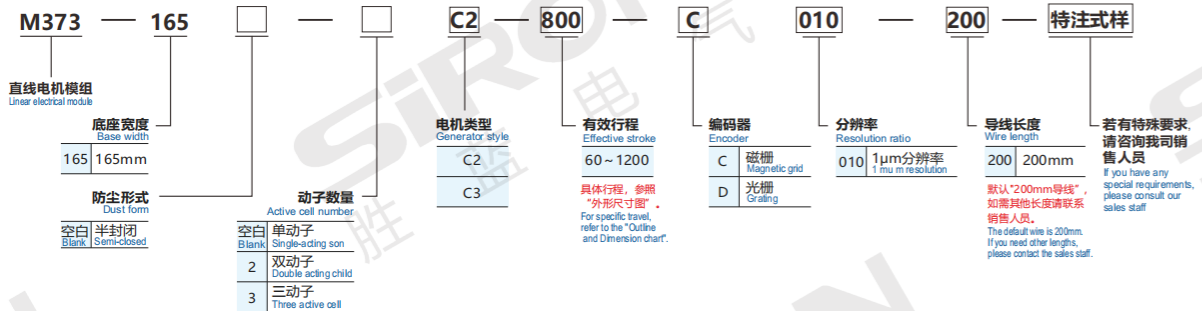 M373 — 165 □ — □ C2 — 800 — C 010 — 200 — 特注式样
直线电机模组
Linear electrical module
底座宽度
Base width
165 165mm
防尘形式
Dust form
空白 半封闭
Blank Semi-closed
动子数量
Active cell number
空白 单动子
Blank Single-acting son
2 双动子
Double acting child
3 三动子
Three active cell
电机类型
Generator style
C2
C3
有效行程
Effective stroke
60~1200
具体行程，参照
“外形尺寸图”。
For specific travel,
refer to the "Outline
and Dimension chart".
编码器
Encoder
C 磁栅
Magnetic grid
D 光栅
Grating
分辨率
Resolution ratio
010 1μm分辨率
1 mu m resolution
导线长度
Wire length
200 200mm
默认"200mm导线"，
如需其他长度请联系
销售人员。
The default wire is 200mm.
If you need other lengths,
please contact the sales staff.
若有特殊要求,
请咨询我司销
售人员
If you have any
special requirements,
please consult our
sales staff
SiRON
胜蓝电气